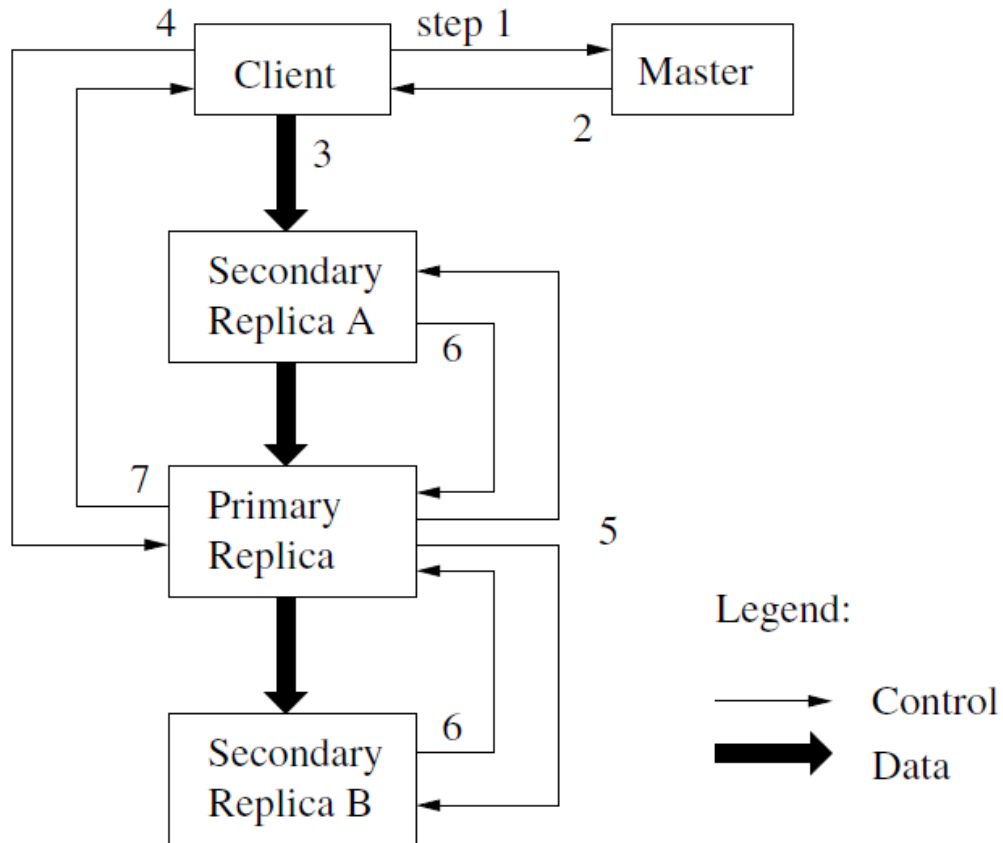 4
step 1
Client
Master
2
3
Secondary
Replica A
6
7
Primary
Replica
5
Legend:
Control
Data
6
Secondary
Replica B